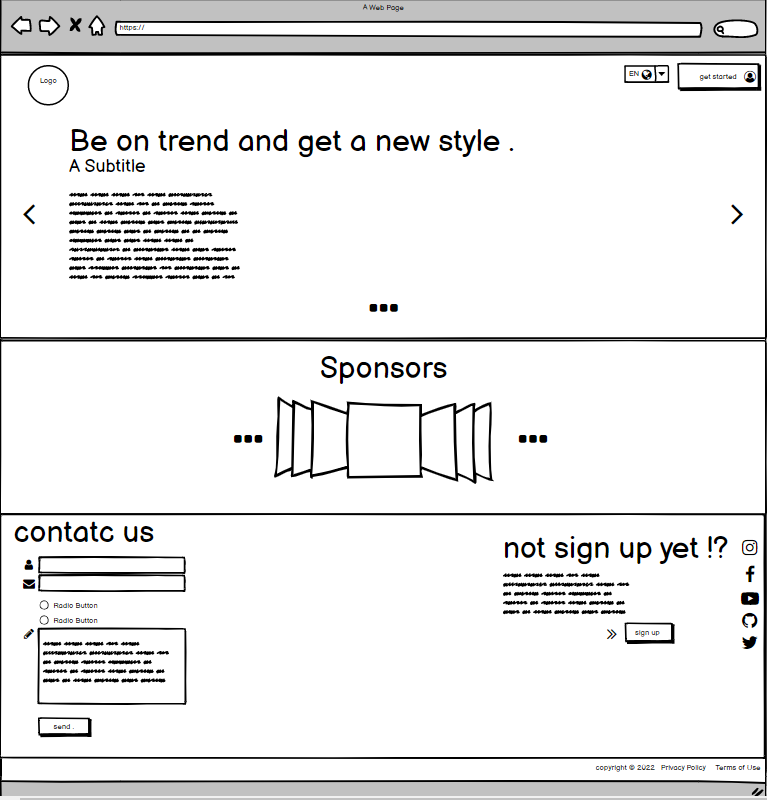 A Web Page
https://
Logo
EN
get started
Be on trend and get a new style .
A Subtitle
Sponsors
contatc us
Radio Button
Radio Button
send .
not sign up yet !?
sign up
copyright © 2022 Privacy Policy Terms of Use